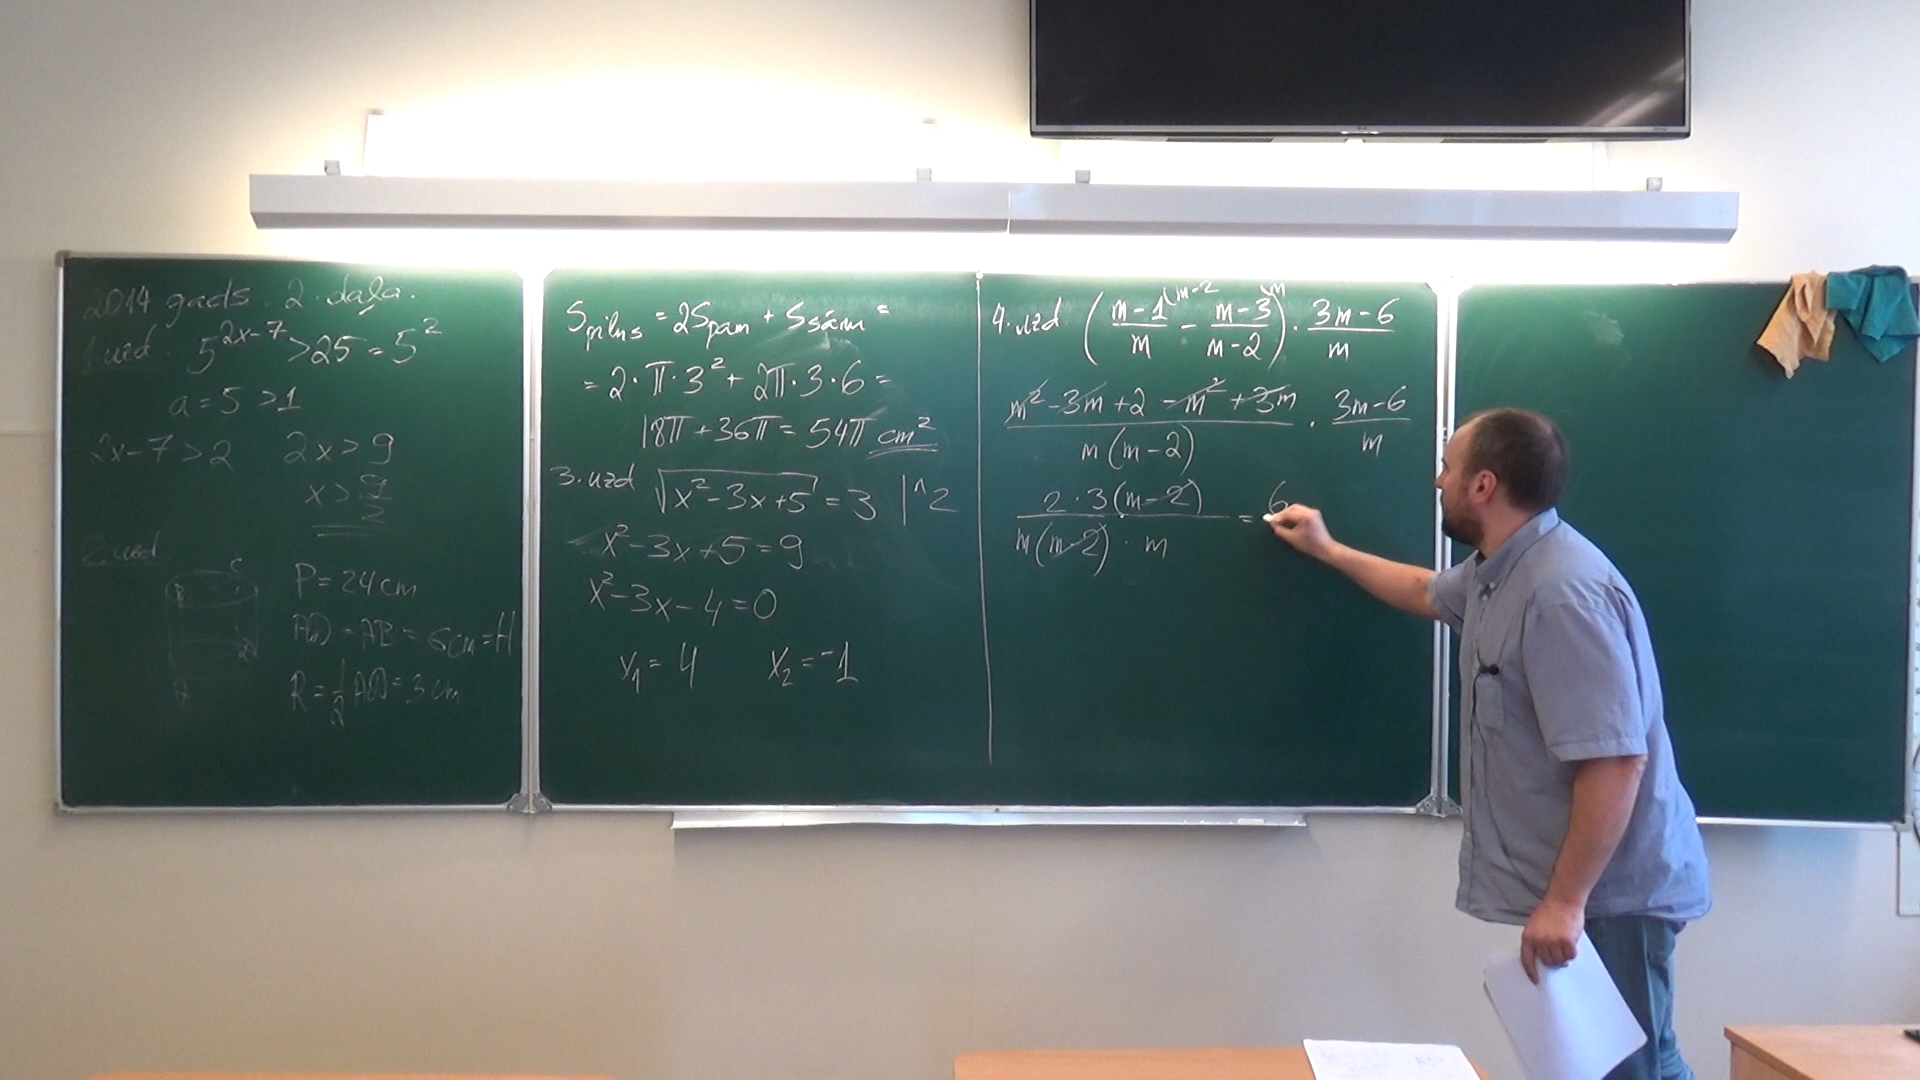 2014 gads. 2. daļa.
1 uzd. 5^(2x-7) > 25 = 5^2
a = 5 > 1
2x-7 > 2 2x > 9
x > 9/2
2 uzd
B C
A
P = 24 cm
AD = AB = 6 cm = H
R = 1/2 AD = 3 cm
S pilns = 2S pam + S sānu =
= 2·π·3² + 2π·3·6 =
18π + 36π = 54π cm²
3. uzd √(x²-3x+5) = 3 |^2
x²-3x+5 = 9
x²-3x-4 = 0
x₁ = 4 x₂ = -1
4. uzd ((m-1)/m (m-2 - (m-3)/(m-2) (m) · (3m-6)/m
(m²-3m+2-m²+3m)/(m(m-2)) · (3m-6)/m
(2·3(m-2))/(m(m-2)·m) = 6